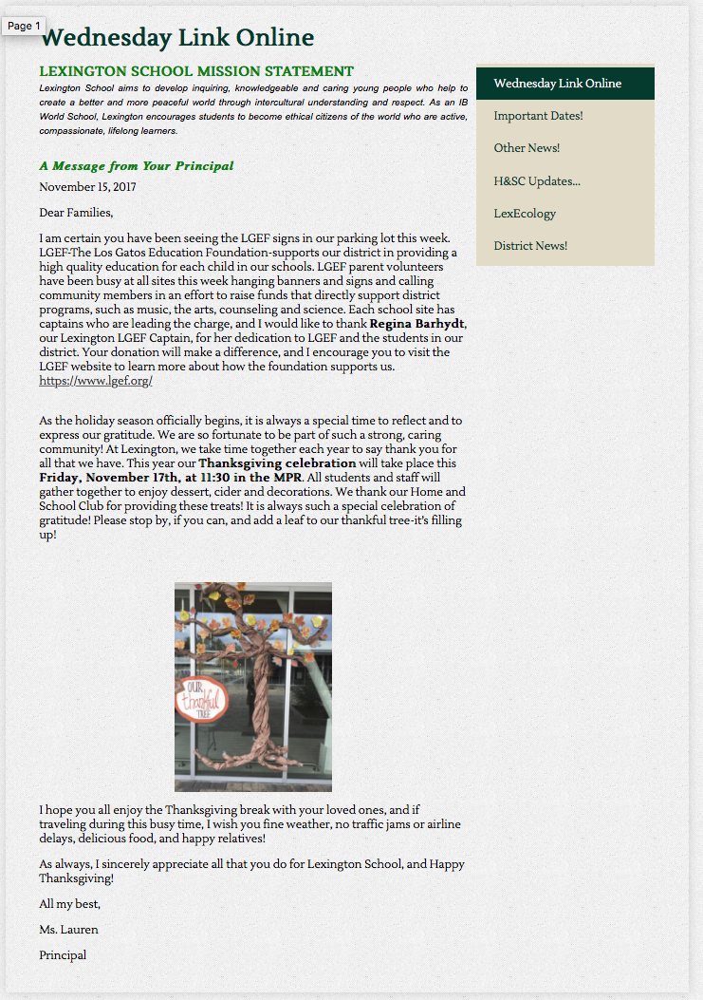 Page 1
Wednesday Link Online
LEXINGTON SCHOOL MISSION STATEMENT
Lexington School aims to develop inquiring, knowledgeable and caring young people who help to
create a better and more peaceful world through intercultural understanding and respect. As an IB
World School, Lexington encourages students to become ethical citizens of the world who are active,
compassionate, lifelong learners.
A Message from Your Principal
November 15, 2017
Dear Families,
I am certain you have been seeing the LGEF signs in our parking lot this week.
LGEF-The Los Gatos Education Foundation-supports our district in providing a
high quality education for each child in our schools. LGEF parent volunteers
have been busy at all sites this week hanging banners and signs and calling
community members in an effort to raise funds that directly support district
programs, such as music, the arts, counseling and science. Each school site has
captains who are leading the charge, and I would like to thank Regina Barhydt,
our Lexington LGEF Captain, for her dedication to LGEF and the students in our
district. Your donation will make a difference, and I encourage you to visit the
LGEF website to learn more about how the foundation supports us.
https://www.lgef.org/
As the holiday season officially begins, it is always a special time to reflect and to
express our gratitude. We are so fortunate to be part of such a strong, caring
community! At Lexington, we take time together each year to say thank you for
all that we have. This year our Thanksgiving celebration will take place this
Friday, November 17th, at 11:30 in the MPR. All students and staff will
gather together to enjoy dessert, cider and decorations. We thank our Home and
School Club for providing these treats! It is always such a special celebration of
gratitude! Please stop by, if you can, and add a leaf to our thankful tree-it's filling
up!
OUR
thankful
TREE
I hope you all enjoy the Thanksgiving break with your loved ones, and if
traveling during this busy time, I wish you fine weather, no traffic jams or airline
delays, delicious food, and happy relatives!
As always, I sincerely appreciate all that you do for Lexington School, and Happy
Thanksgiving!
All my best,
Ms. Lauren
Principal
Wednesday Link Online
Important Dates!
Other News!
H&SC Updates...
LexEcology
District News!